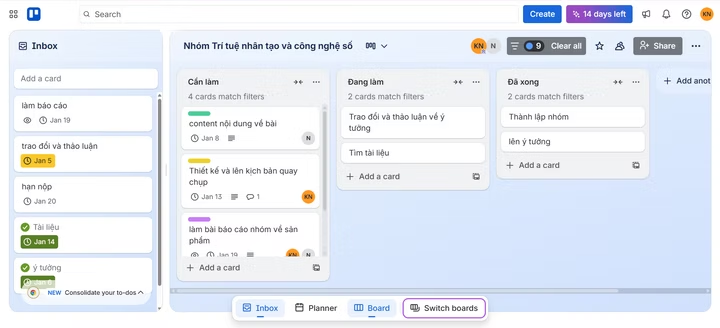 Search
Create
14 days left
KN
Inbox
Add a card
làm báo cáo
Jan 19
trao đổi và thảo luận
Jan 5
hạn nộp
Jan 20
Tài liệu
Jan 14
ý tưởng
NEW Consolidate your to-dos
Nhóm Trí tuệ nhân tạo và công nghệ số
KN
N
9
Clear all
Share
Cần làm
4 cards match filters
content nội dung về bài
Jan 8
N
Thiết kế và lên kịch bản quay
chụp
Jan 13
1
KN
làm bài báo cáo nhóm về sản
phẩm
Jan 19
KN
N
Add a card
Đang làm
2 cards match filters
Trao đổi và thảo luận về ý
tưởng
Tìm tài liệu
Add a card
Đã xong
2 cards match filters
Thành lập nhóm
lên ý tưởng
Add a card
Add anot
Inbox
Planner
Board
Switch boards